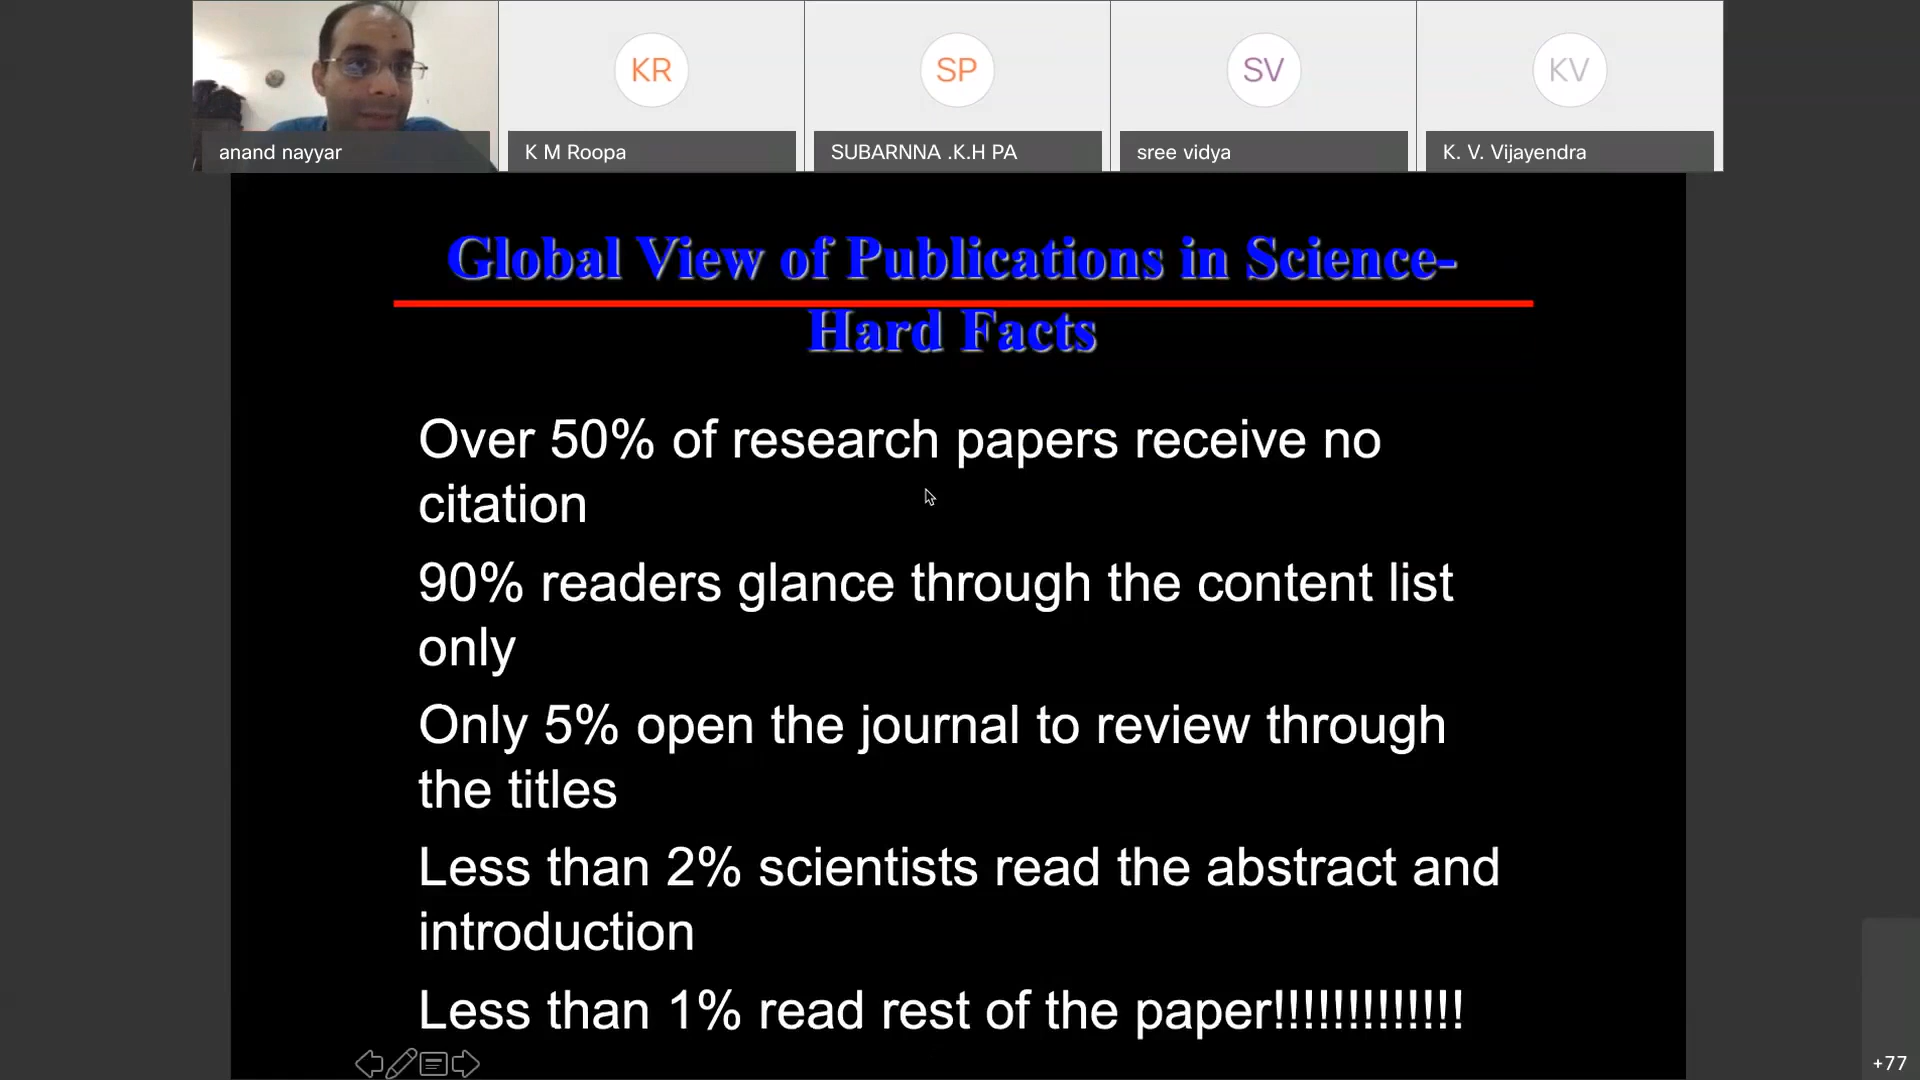 KR
SP
SV
KV
anand nayyar
K M Roopa
SUBARNNA .K.H PA
sree vidya
K. V. Vijayendra
Global View of Publications in Science-
Hard Facts
Over 50% of research papers receive no
citation
90% readers glance through the content list
only
Only 5% open the journal to review through
the titles
Less than 2% scientists read the abstract and
introduction
Less than 1% read rest of the paper!!!!!!!!!!!!!
+77